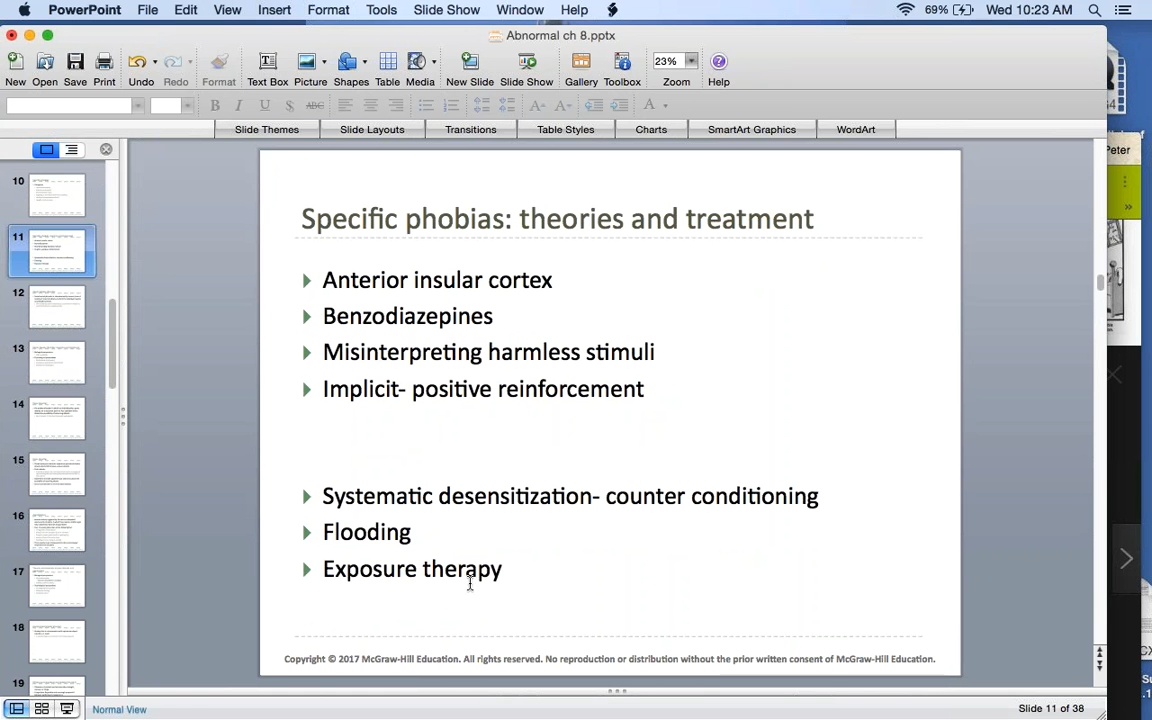 PowerPoint File Edit View Insert Format Tools Slide Show Window Help 69% Wed 10:23 AM
Abnormal ch 8.pptx
New Open Save Print Undo Redo Format Text Box Picture Shapes Table Media New Slide Slide Show Gallery Toolbox 23% Zoom Help
B I U S ABC A A A
Slide Themes Slide Layouts Transitions Table Styles Charts SmartArt Graphics WordArt
Peter
10
11
12
13
14
15
16
17
18
19
Specific phobias: theories and treatment
Anterior insular cortex
Benzodiazepines
Misinterpreting harmless stimuli
Implicit- positive reinforcement
Systematic desensitization- counter conditioning
Flooding
Exposure therapy
Copyright © 2017 McGraw-Hill Education. All rights reserved. No reproduction or distribution without the prior written consent of McGraw-Hill Education.
Normal View Slide 11 of 38